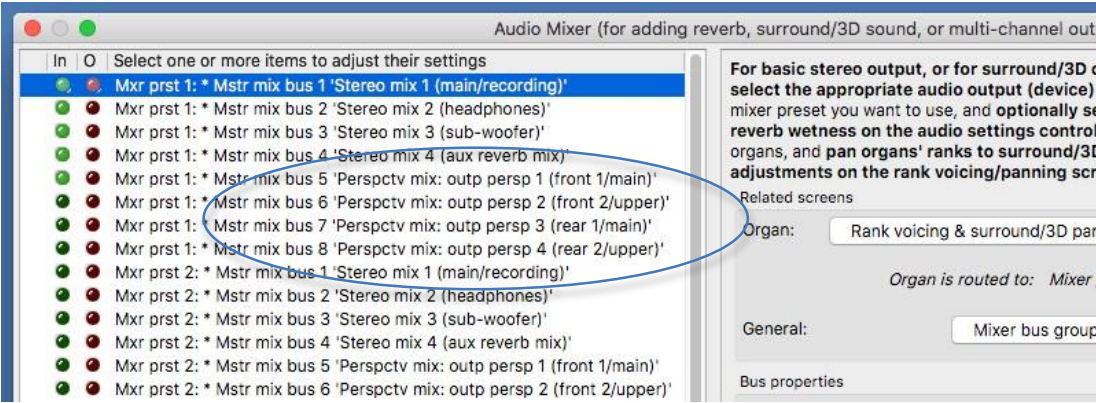 Audio Mixer (for adding reverb, surround/3D sound, or multi-channel out
In O Select one or more items to adjust their settings
Mxr prst 1: * Mstr mix bus 1 'Stereo mix 1 (main/recording)'
Mxr prst 1: * Mstr mix bus 2 'Stereo mix 2 (headphones)'
Mxr prst 1: * Mstr mix bus 3 'Stereo mix 3 (sub-woofer)'
Mxr prst 1: * Mstr mix bus 4 'Stereo mix 4 (aux reverb mix)'
Mxr prst 1: * Mstr mix bus 5 'Perspctv mix: outp persp 1 (front 1/main)'
Mxr prst 1: * Mstr mix bus 6 'Perspctv mix: outp persp 2 (front 2/upper)'
Mxr prst 1: * Mstr mix bus 7 'Perspctv mix: outp persp 3 (rear 1/main)'
Mxr prst 1: * Mstr mix bus 8 'Perspctv mix: outp persp 4 (rear 2/upper)'
Mxr prst 2: * Mstr mix bus 1 'Stereo mix 1 (main/recording)'
Mxr prst 2: * Mstr mix bus 2 'Stereo mix 2 (headphones)'
Mxr prst 2: * Mstr mix bus 3 'Stereo mix 3 (sub-woofer)'
Mxr prst 2: * Mstr mix bus 4 'Stereo mix 4 (aux reverb mix)'
Mxr prst 2: * Mstr mix bus 5 'Perspctv mix: outp persp 1 (front 1/main)'
Mxr prst 2: * Mstr mix bus 6 'Perspctv mix: outp persp 2 (front 2/upper)'
For basic stereo output, or for surround/3D
select the appropriate audio output (device)
mixer preset you want to use, and optionally se
reverb wetness on the audio settings control
organs, and pan organs' ranks to surround/3D
adjustments on the rank voicing/panning scr
Related screens
Organ: Rank voicing & surround/3D par
Organ is routed to: Mixer
General: Mixer bus group
Bus properties